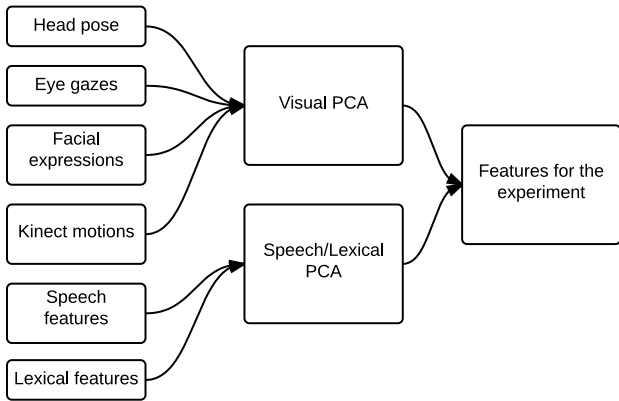 Head pose
Eye gazes
Facial
expressions
Kinect motions
Speech
features
Lexical features
Visual PCA
Speech/Lexical
PCA
Features for the
experiment